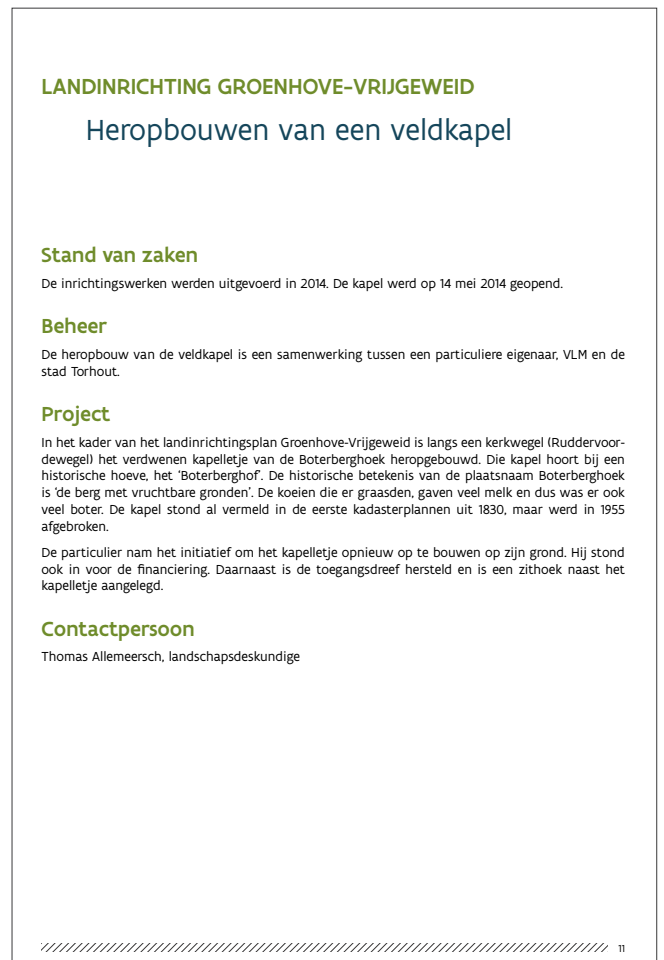 LANDINRICHTING GROENHOVE-VRIJGEWEID
Heropbouwen van een veldkapel
Stand van zaken
De inrichtingswerken werden uitgevoerd in 2014. De kapel werd op 14 mei 2014 geopend.
Beheer
De heropbouw van de veldkapel is een samenwerking tussen een particuliere eigenaar, VLM en de
stad Torhout.
Project
In het kader van het landinrichtingsplan Groenhove-Vrijgeweid is langs een kerkwegel (Ruddervoor-
dewegel) het verdwenen kapelletje van de Boterberghoek heropgebouwd. Die kapel hoort bij een
historische hoeve, het ‘Boterberghof’. De historische betekenis van de plaatsnaam Boterberghoek
is ‘de berg met vruchtbare gronden’. De koeien die er graasden, gaven veel melk en dus was er ook
veel boter. De kapel stond al vermeld in de eerste kadasterplannen uit 1830, maar werd in 1955
afgebroken.
De particulier nam het initiatief om het kapelletje opnieuw op te bouwen op zijn grond. Hij stond
ook in voor de financiering. Daarnaast is de toegangsdreef hersteld en is een zithoek naast het
kapelletje aangelegd.
Contactpersoon
Thomas Allemeersch, landschapsdeskundige
11